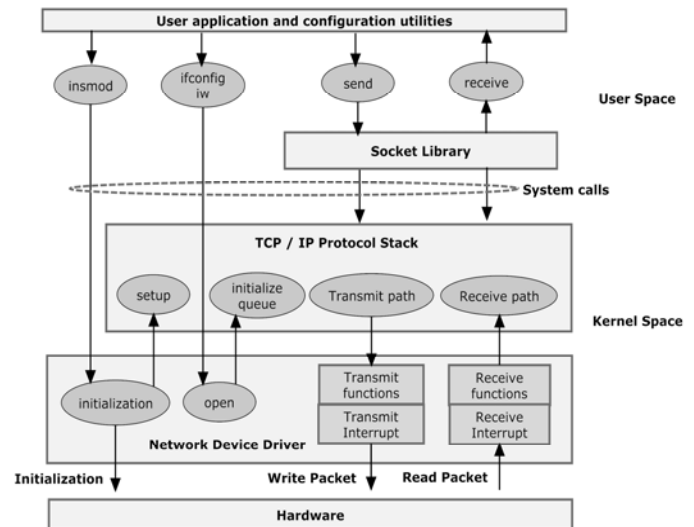 User application and configuration utilities
insmod
ifconfig
iw
send
receive
User Space
Socket Library
System calls
TCP / IP Protocol Stack
setup
initialize
queue
Transmit path
Receive path
Kernel Space
initialization
open
Transmit
functions
Receive
functions
Transmit
Interrupt
Receive
Interrupt
Network Device Driver
Initialization
Write Packet
Read Packet
Hardware